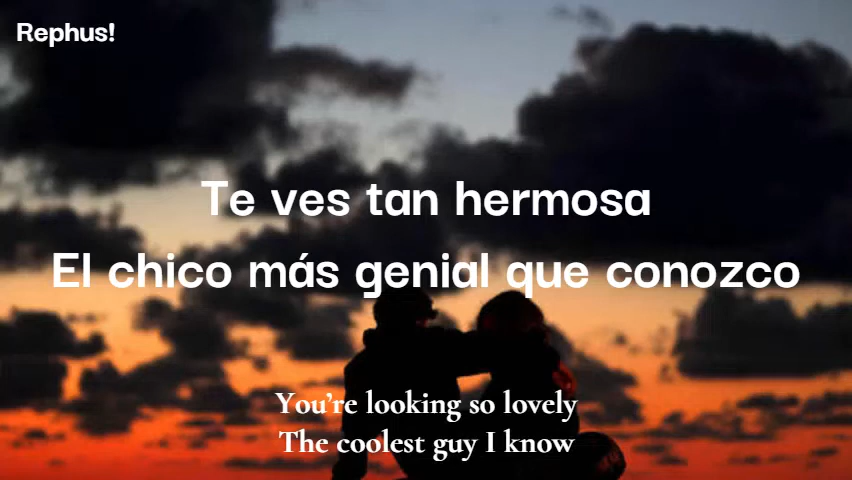 Rephus!
Te ves tan hermosa
El chico más genial que conozco
You're looking so lovely
The coolest guy I know